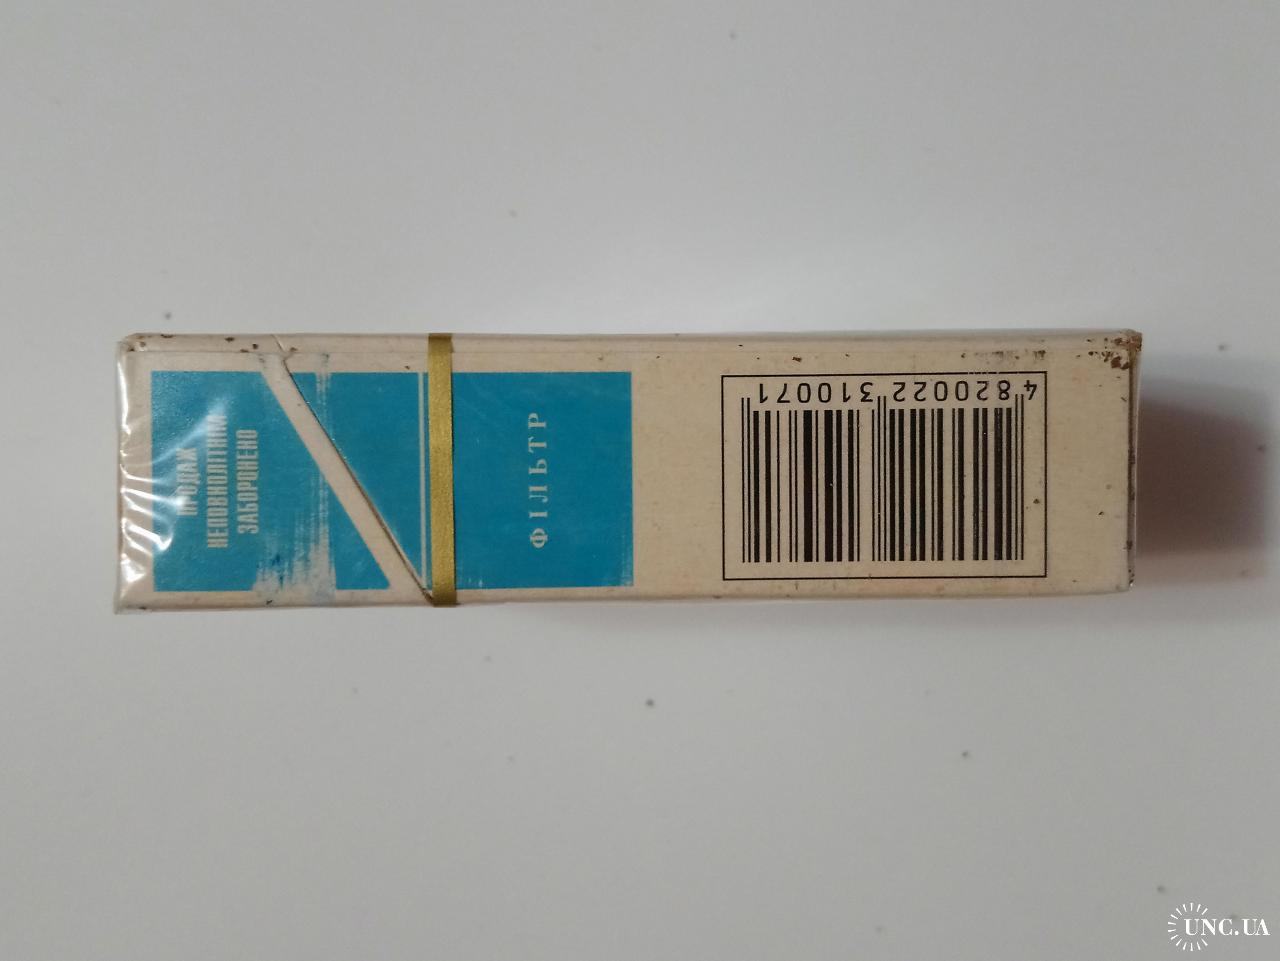 ПРОДАЖ
НЕПОВНОЛІТНІМ
ЗАБОРОНЕНО
ФІЛЬТР
4 820022 310071
UNC.UA